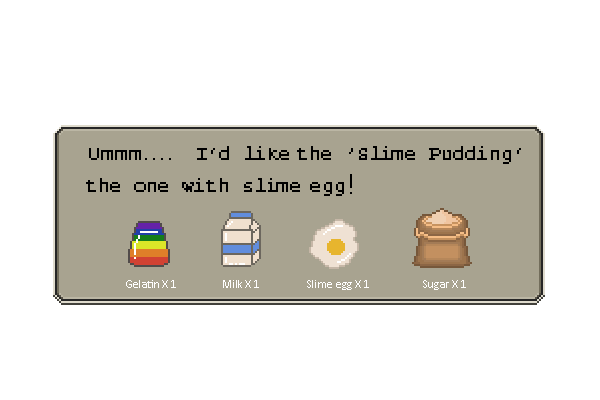 Ummm.... I'd like the 'Slime Pudding'
the one with slime egg!
Gelatin X 1 Milk X 1 Slime egg X 1 Sugar X 1